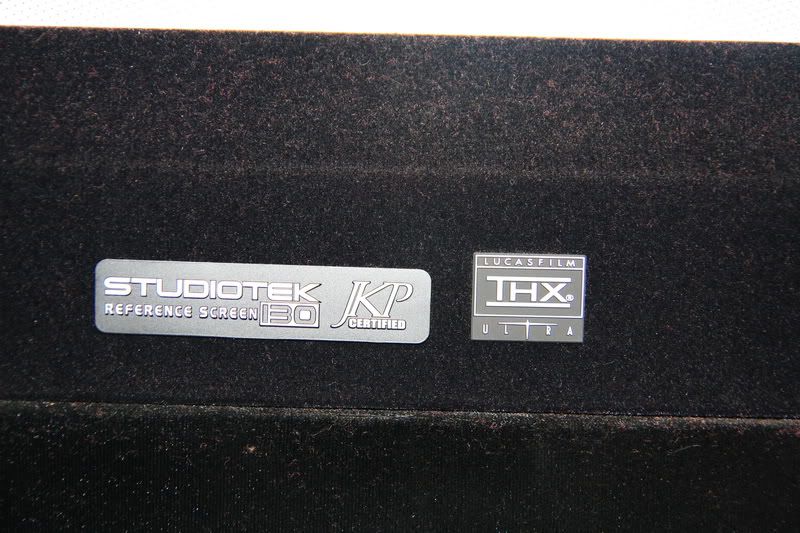 STUDIOTEK
REFERENCE SCREEN 130
JKP
CERTIFIED
LUCASFILM
THX®
ULTRA